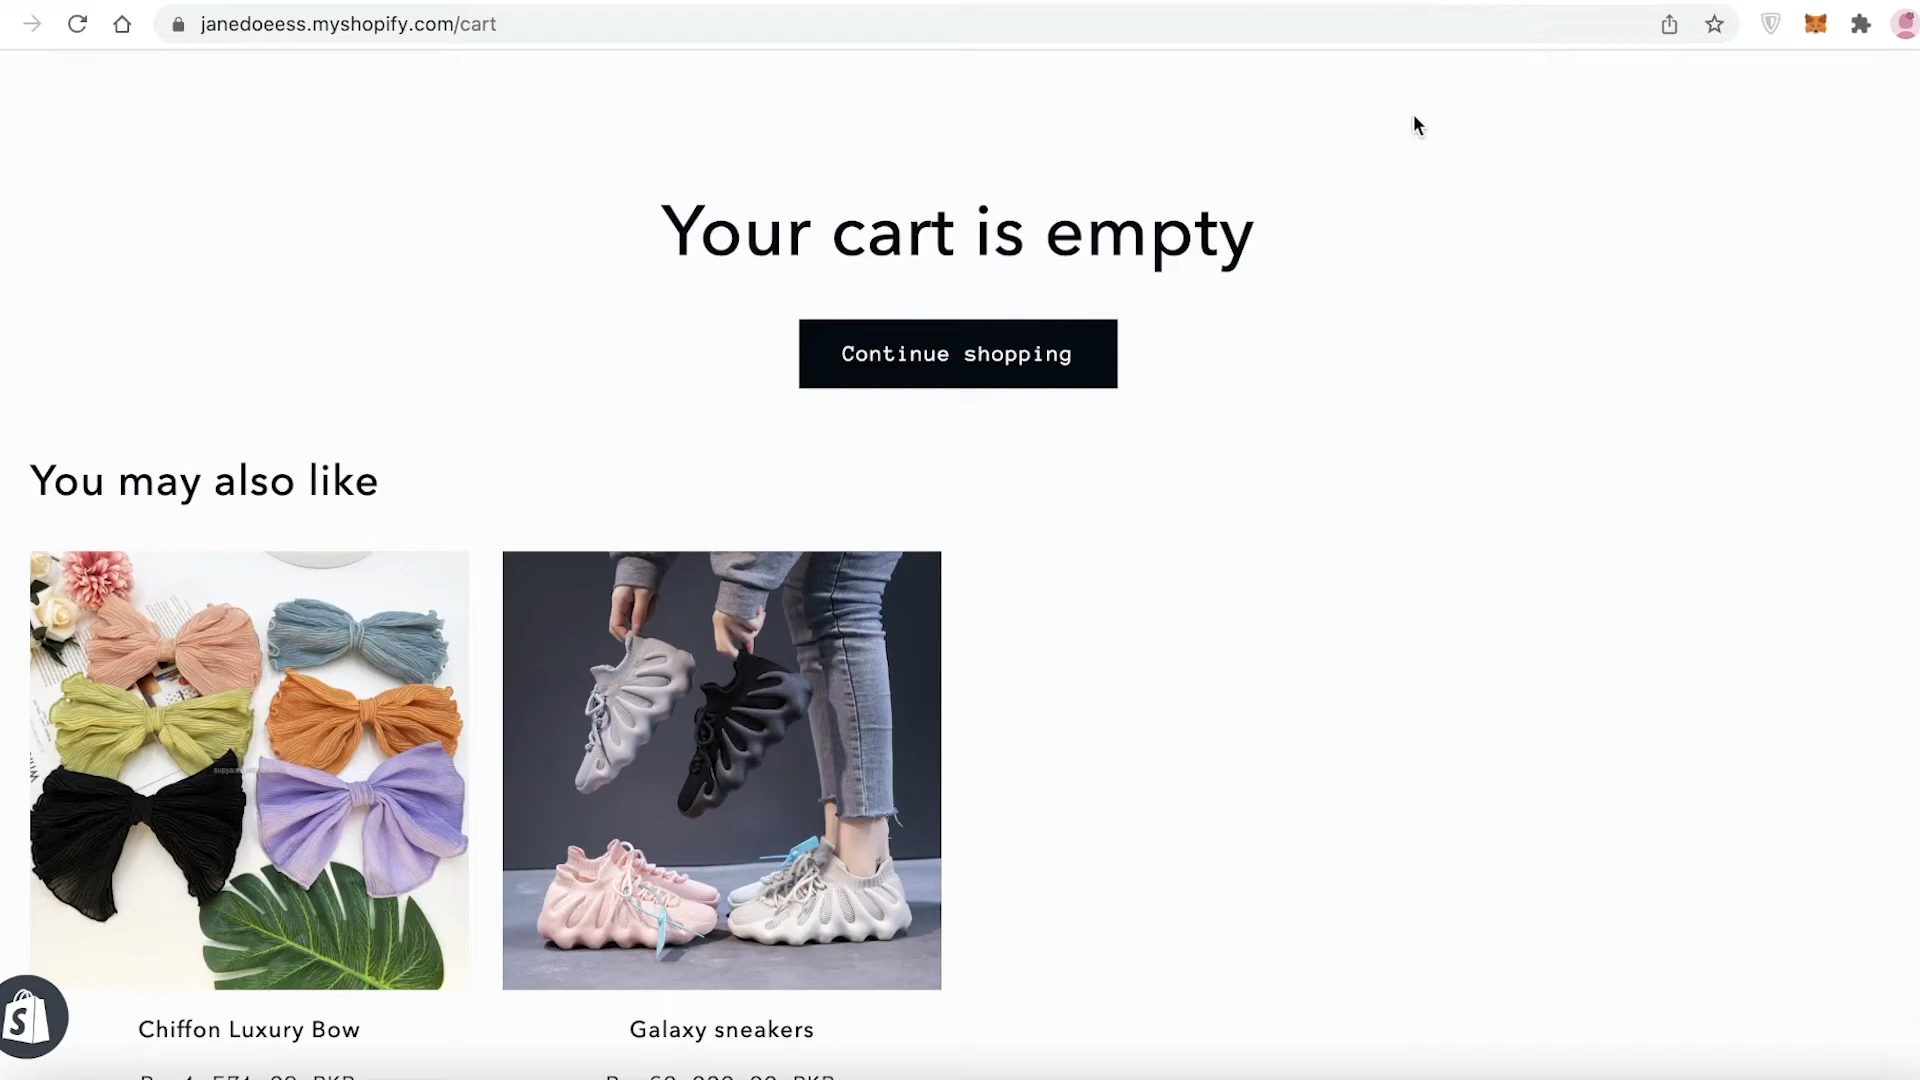 janedoeess.myshopify.com/cart
Your cart is empty
Continue shopping
You may also like
S
Chiffon Luxury Bow
Galaxy sneakers